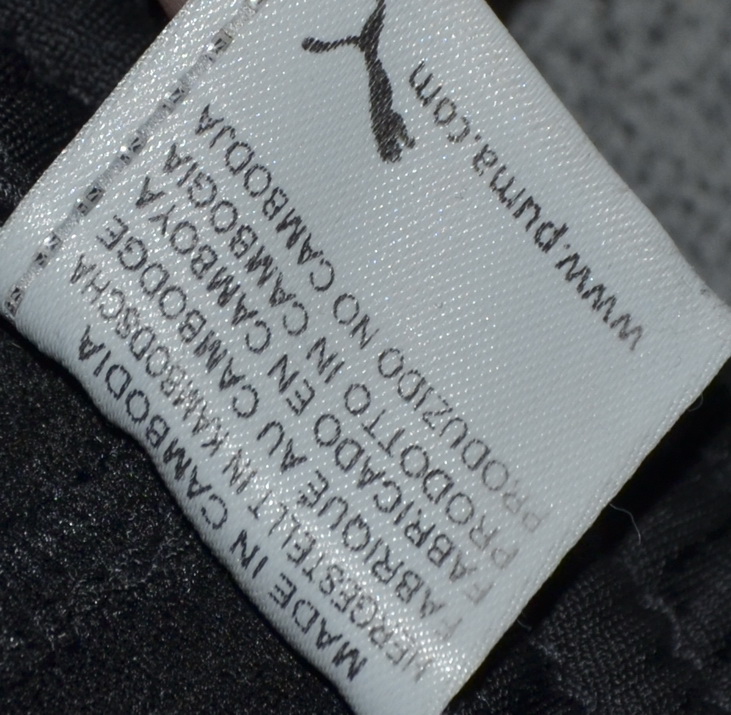 MADE IN CAMBODIA
HERGESTELLT IN KAMBODSCHA
FABRIQUE AU CAMBODGE
FABRICADO EN CAMBOYA
PRODOTTO IN CAMBOGIA
PRODUZIDO NO CAMBODJA
www.puma.com